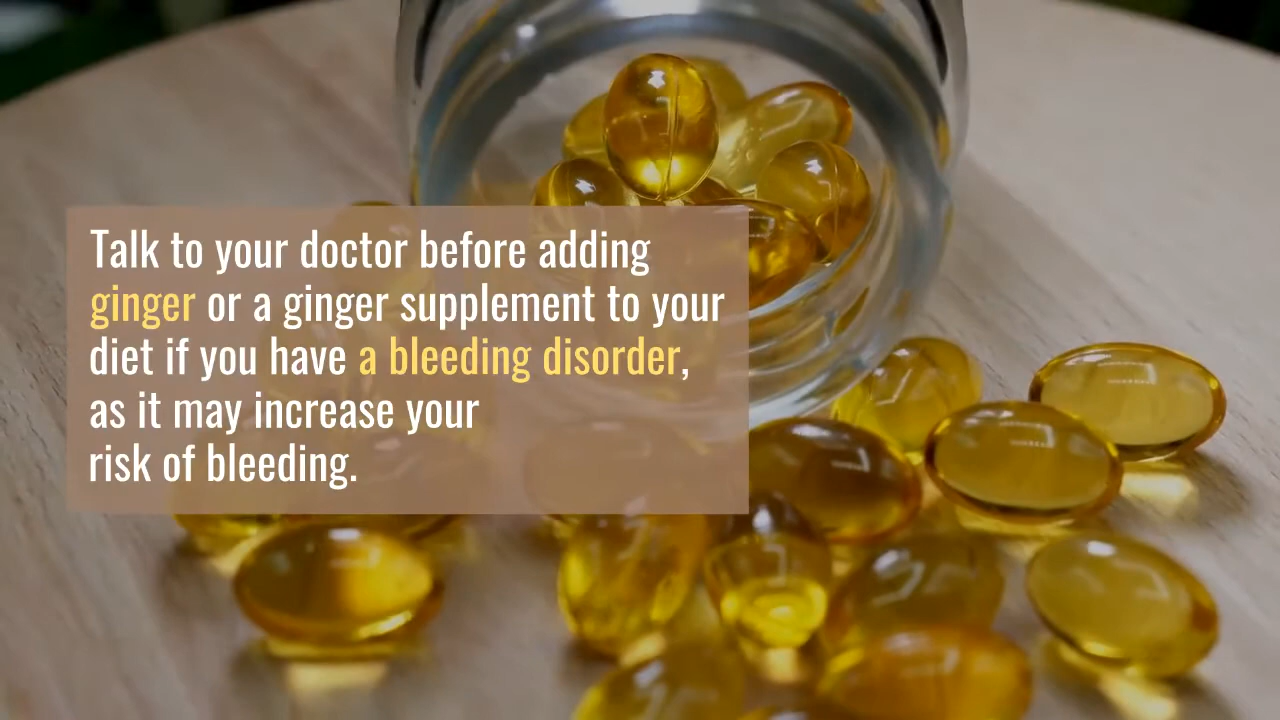 Talk to your doctor before adding
ginger or a ginger supplement to your
diet if you have a bleeding disorder,
as it may increase your
risk of bleeding.